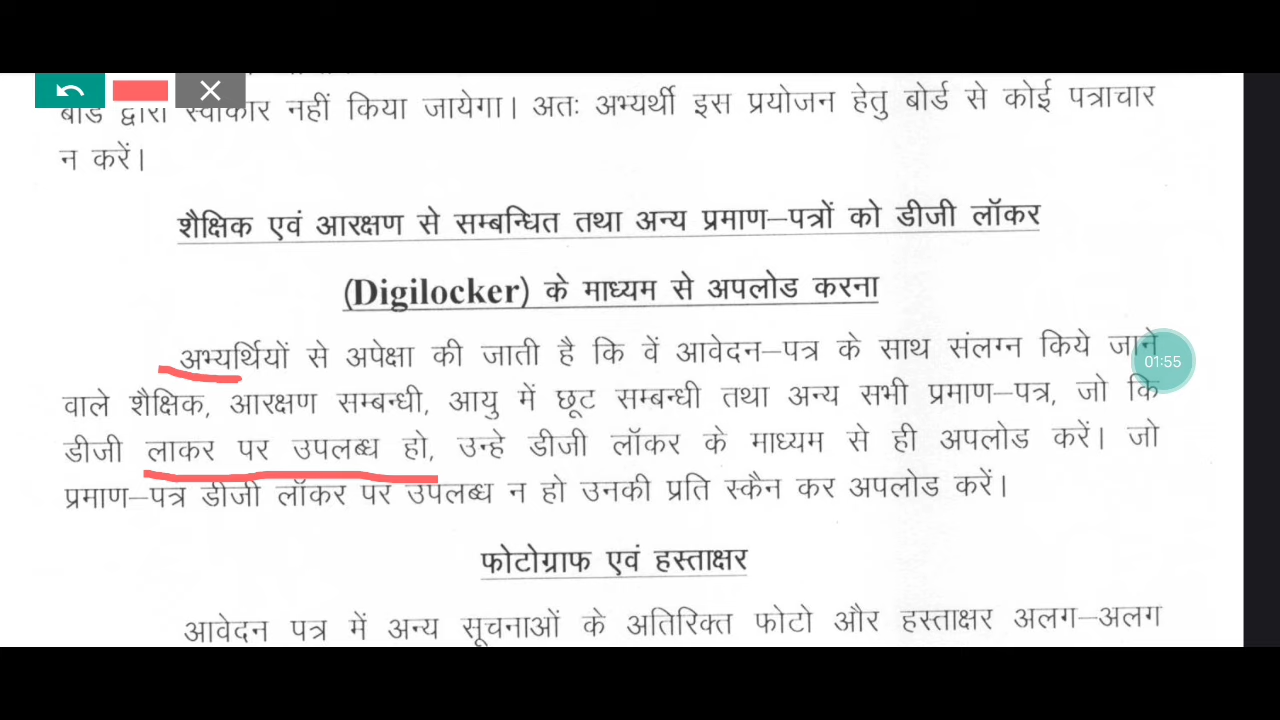 बोर्ड द्वारा स्वीकार नहीं किया जायेगा। अतः अभ्यर्थी इस प्रयोजन हेतु बोर्ड से कोई पत्राचार
न करें।
शैक्षिक एवं आरक्षण से सम्बन्धित तथा अन्य प्रमाण–पत्रों को डीजी लॉकर
(Digilocker) के माध्यम से अपलोड करना
अभ्यर्थियों से अपेक्षा की जाती है कि वें आवेदन–पत्र के साथ संलग्न किये जाने
01:55
वाले शैक्षिक, आरक्षण सम्बन्धी, आयु में छूट सम्बन्धी तथा अन्य सभी प्रमाण–पत्र, जो कि
डीजी लाकर पर उपलब्ध हो, उन्हे डीजी लॉकर के माध्यम से ही अपलोड करें। जो
प्रमाण–पत्र डीजी लॉकर पर उपलब्ध न हो उनकी प्रति स्कैन कर अपलोड करें।
फोटोग्राफ एवं हस्ताक्षर
आवेदन पत्र में अन्य सूचनाओं के अतिरिक्त फोटो और हस्ताक्षर अलग–अलग